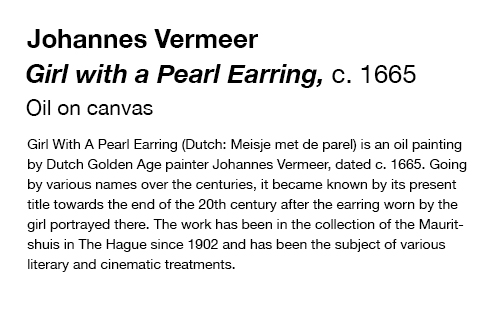 Johannes Vermeer
Girl with a Pearl Earring, c. 1665
Oil on canvas
Girl With A Pearl Earring (Dutch: Meisje met de parel) is an oil painting
by Dutch Golden Age painter Johannes Vermeer, dated c. 1665. Going
by various names over the centuries, it became known by its present
title towards the end of the 20th century after the earring worn by the
girl portrayed there. The work has been in the collection of the Maurit-
shuis in The Hague since 1902 and has been the subject of various
literary and cinematic treatments.